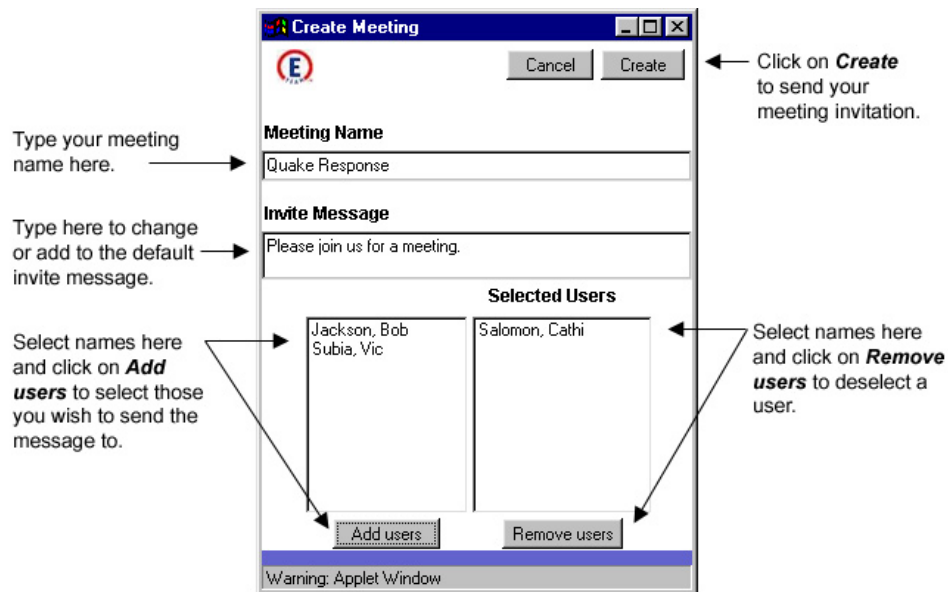 Create Meeting
E
TEAM
Cancel
Create
Click on Create
to send your
meeting invitation.
Type your meeting
name here.
Meeting Name
Quake Response
Type here to change
or add to the default
invite message.
Invite Message
Please join us for a meeting.
Selected Users
Select names here
and click on Add
users to select those
you wish to send the
message to.
Jackson, Bob
Subia, Vic
Salomon, Cathi
Select names here
and click on Remove
users to deselect a
user.
Add users
Remove users
Warning: Applet Window